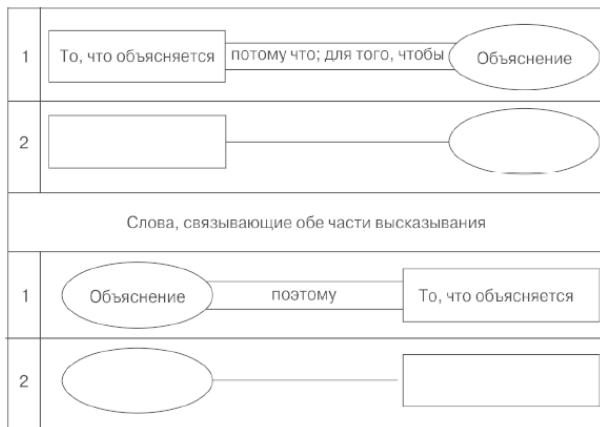 1
То, что объясняется
потому что; для того, чтобы
Объяснение
2
Слова, связывающие обе части высказывания
1
Объяснение
поэтому
То, что объясняется
2